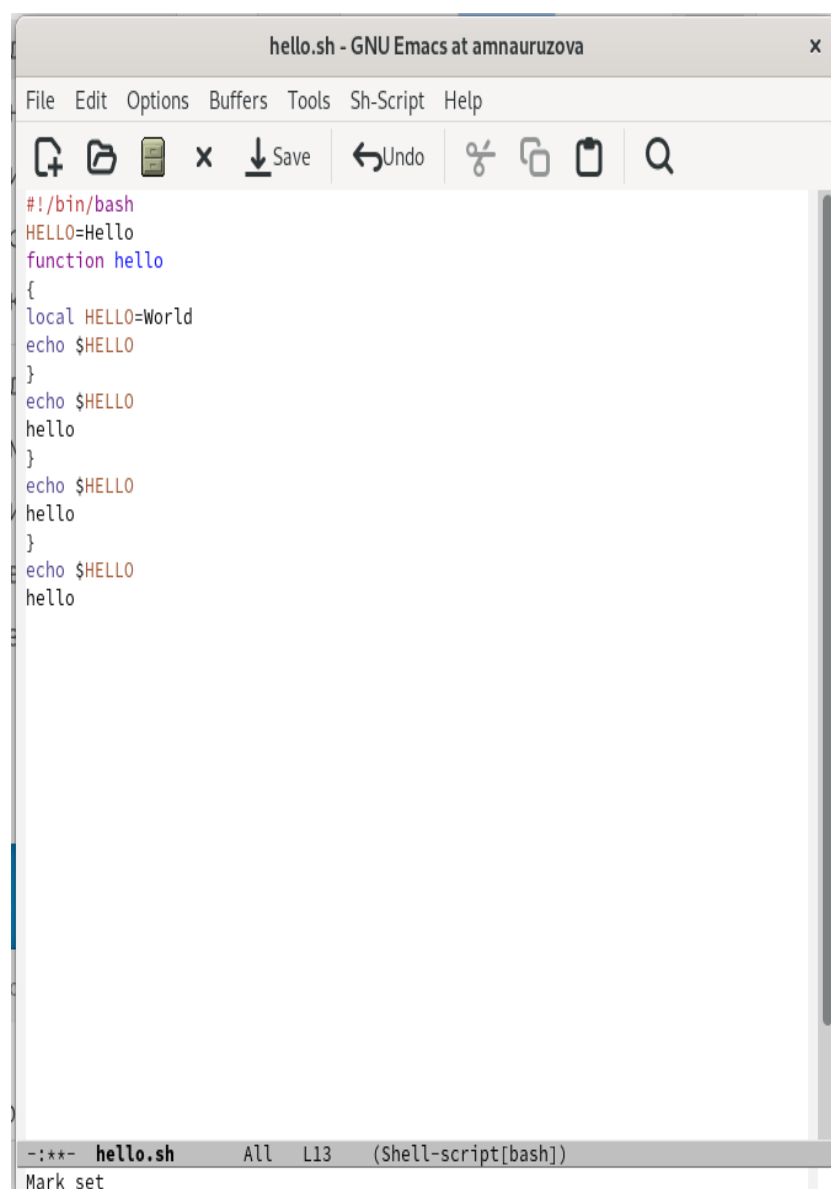 hello.sh - GNU Emacs at amnauruzova x
File Edit Options Buffers Tools Sh-Script Help
Save Undo
#!/bin/bash
HELLO=Hello
function hello
{
local HELLO=World
echo $HELLO
}
echo $HELLO
hello
}
echo $HELLO
hello
}
echo $HELLO
hello
-:**- hello.sh All L13 (Shell-script[bash])
Mark set